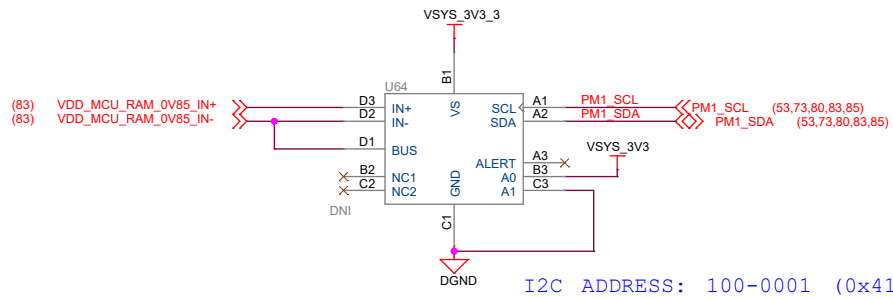 VSYS_3V3_3
B1
U64
(83) VDD_MCU_RAM_0V85_IN+ D3 IN+ VS SCL A1 PM1_SCL PM1_SCL (53,73,80,83,85)
(83) VDD_MCU_RAM_0V85_IN- D2 IN- SDA A2 PM1_SDA PM1_SDA (53,73,80,83,85)
D1 BUS VSYS_3V3
ALERT A3
B2 NC1 GND A0 B3
C2 NC2 A1 C3
DNI
C1
DGND
I2C ADDRESS: 100-0001 (0x41